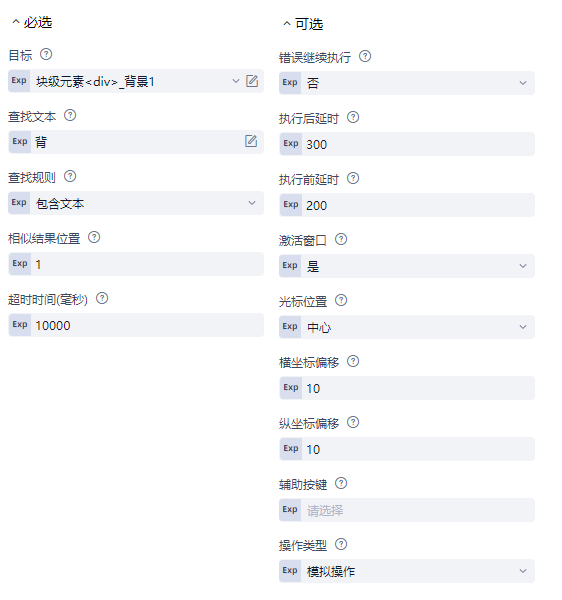 必选
目标
Exp 块级元素<div>_背景1
查找文本
Exp 背
查找规则
Exp 包含文本
相似结果位置
Exp 1
超时时间(毫秒)
Exp 10000
可选
错误继续执行
Exp 否
执行后延时
Exp 300
执行前延时
Exp 200
激活窗口
Exp 是
光标位置
Exp 中心
横坐标偏移
Exp 10
纵坐标偏移
Exp 10
辅助按键
Exp 请选择
操作类型
Exp 模拟操作